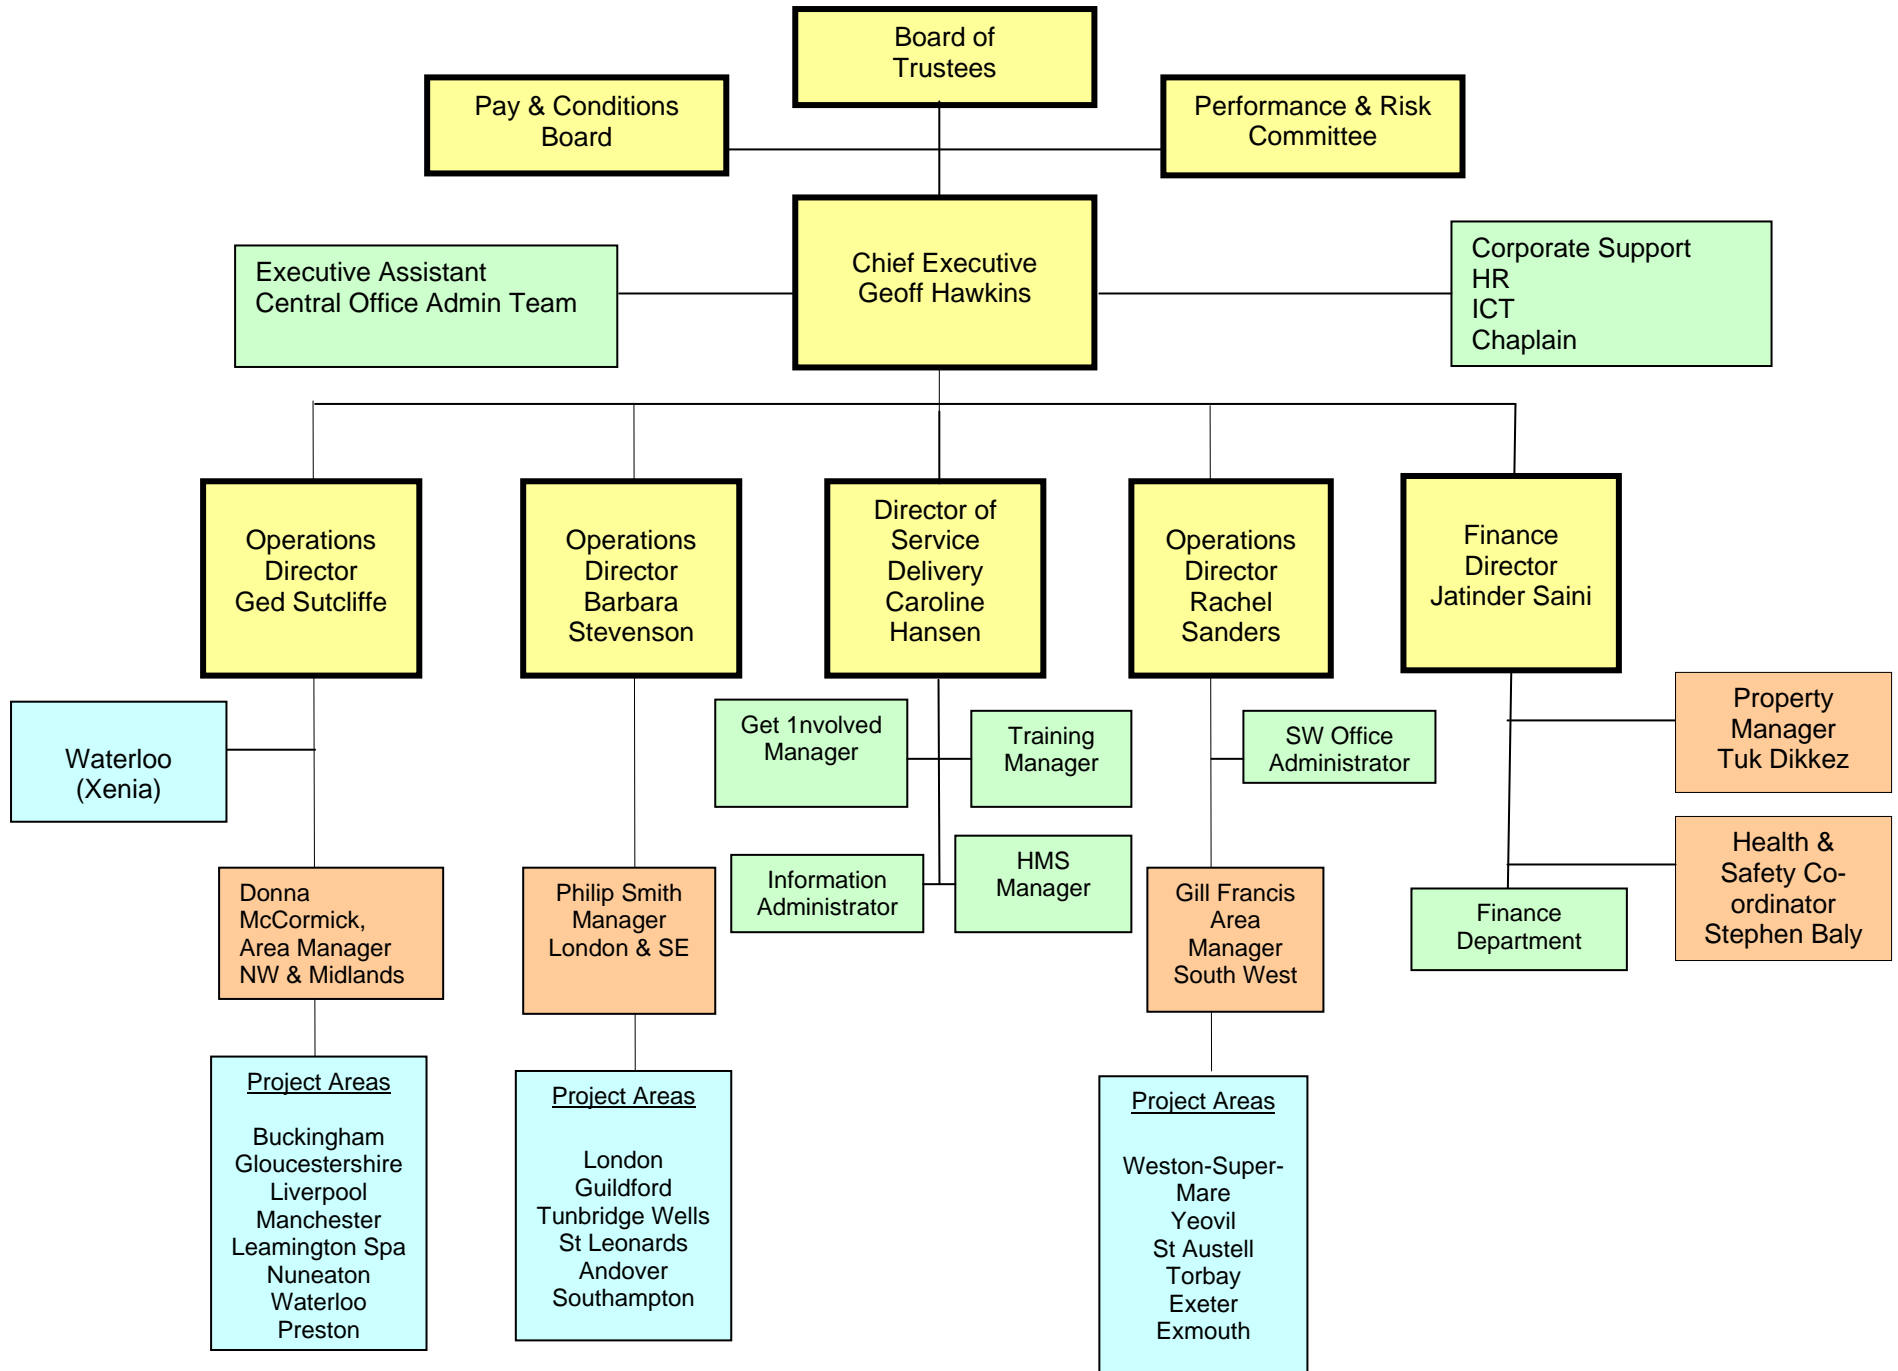 Board of
Trustees
Pay & Conditions
Board
Performance & Risk
Committee
Chief Executive
Geoff Hawkins
Executive Assistant
Central Office Admin Team
Corporate Support
HR
ICT
Chaplain
Operations
Director
Ged Sutcliffe
Operations
Director
Barbara
Stevenson
Director of
Service
Delivery
Caroline
Hansen
Operations
Director
Rachel
Sanders
Finance
Director
Jatinder Saini
Waterloo
(Xenia)
Get 1nvolved
Manager
Training
Manager
SW Office
Administrator
Property
Manager
Tuk Dikkez
Information
Administrator
HMS
Manager
Health &
Safety Co-
ordinator
Stephen Baly
Finance
Department
Donna
McCormick,
Area Manager
NW & Midlands
Philip Smith
Manager
London & SE
Gill Francis
Area
Manager
South West
Project Areas
Buckingham
Gloucestershire
Liverpool
Manchester
Leamington Spa
Nuneaton
Waterloo
Preston
Project Areas
London
Guildford
Tunbridge Wells
St Leonards
Andover
Southampton
Project Areas
Weston-Super-
Mare
Yeovil
St Austell
Torbay
Exeter
Exmouth